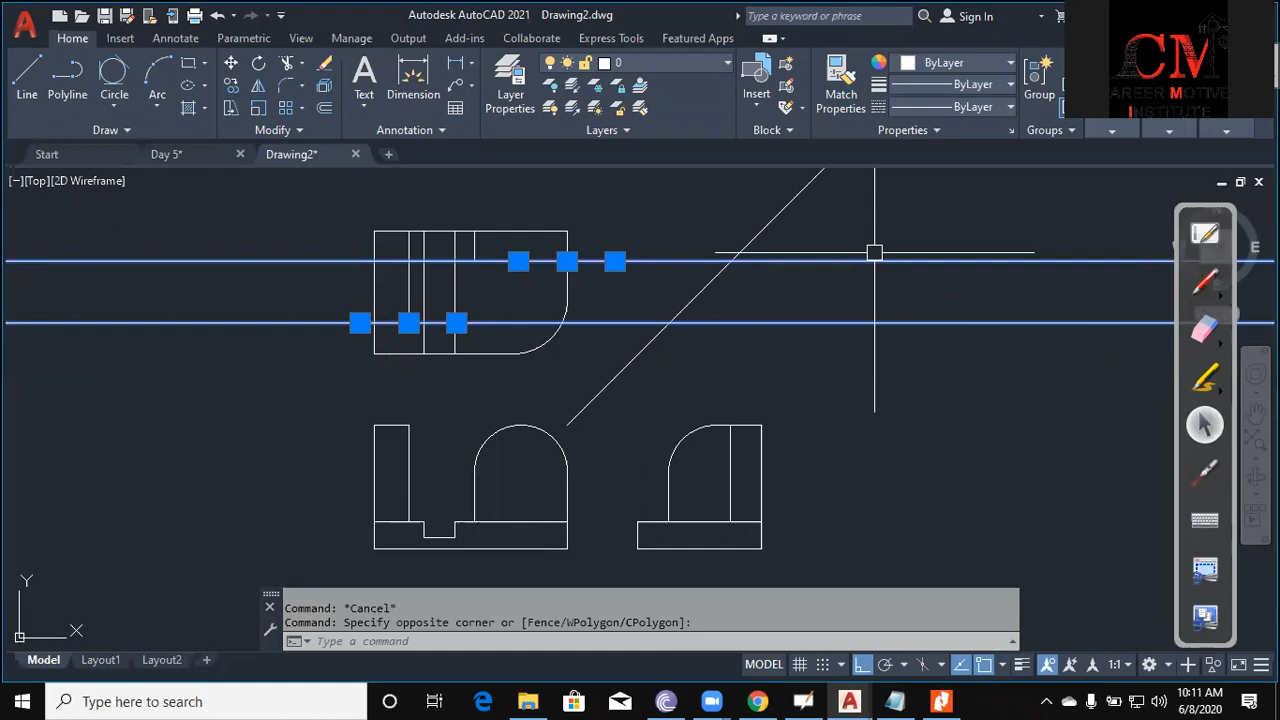 Autodesk AutoCAD 2021 Drawing2.dwg
Type a keyword or phrase
Sign In
CM
AREER MOTIVE
INSTITUTE
Home Insert Annotate Parametric View Manage Output Add-ins Collaborate Express Tools Featured Apps
Line Polyline Circle Arc
Text Dimension
Layer Properties
0
Insert
Match Properties
ByLayer
ByLayer
ByLayer
Group
Draw Modify Annotation Layers Block Properties Groups
Start Day 5* Drawing2*
[−][Top][2D Wireframe]
E
Y
X
Command: *Cancel*
Command: Specify opposite corner or [Fence/WPolygon/CPolygon]:
Type a command
Model Layout1 Layout2
MODEL
1:1
Type here to search
10:11 AM
6/8/2020